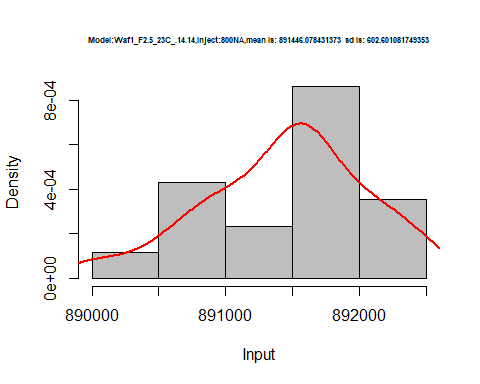 Model:Waf1_F2.5_23C_.14.14,Inject:800NA,mean is: 891446.078431373  sd is: 602.601081749353
Density
0e+00
4e-04
8e-04
890000
891000
892000
Input